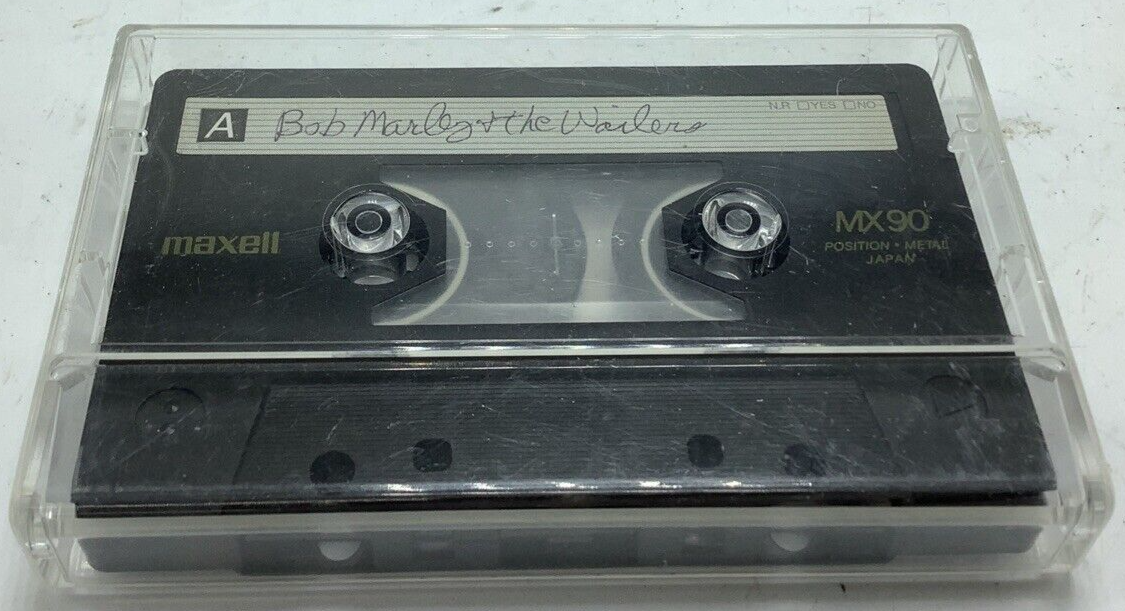 A Bob Marley & the Wailers N.R □YES □NO
maxell
MX90
POSITION • METAL
JAPAN